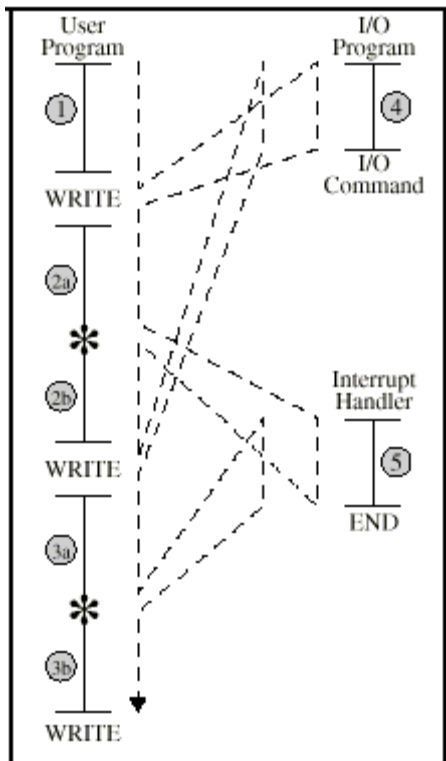 User
Program
I/O
Program
1
4
WRITE
I/O
Command
2a
2b
Interrupt
Handler
WRITE
5
END
3a
3b
WRITE